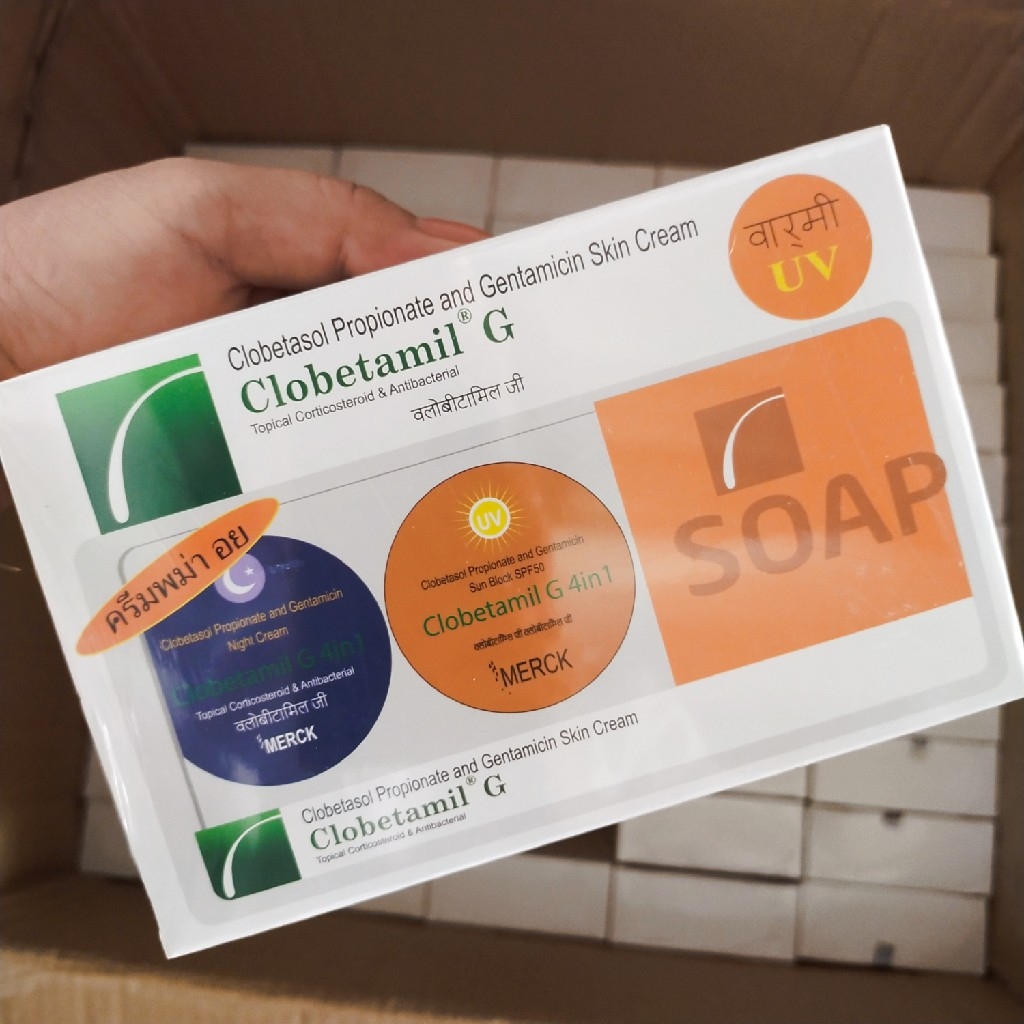 Clobetasol Propionate and Gentamicin Skin Cream
Clobetamil® G
Topical Corticosteroid & Antibacterial
क्लोबीटामिल जी
वार्मी
UV
SOAP
ครีมพม่า อย
Clobetasol Propionate and Gentamicin
Night Cream
Clobetamil G 4in1
Topical Corticosteroid & Antibacterial
क्लोबीटामिल जी
MERCK
UV
Clobetasol Propionate and Gentamicin
Sun Block SPF50
Clobetamil G 4in1
MERCK
Clobetasol Propionate and Gentamicin Skin Cream
Clobetamil® G
Topical Corticosteroid & Antibacterial